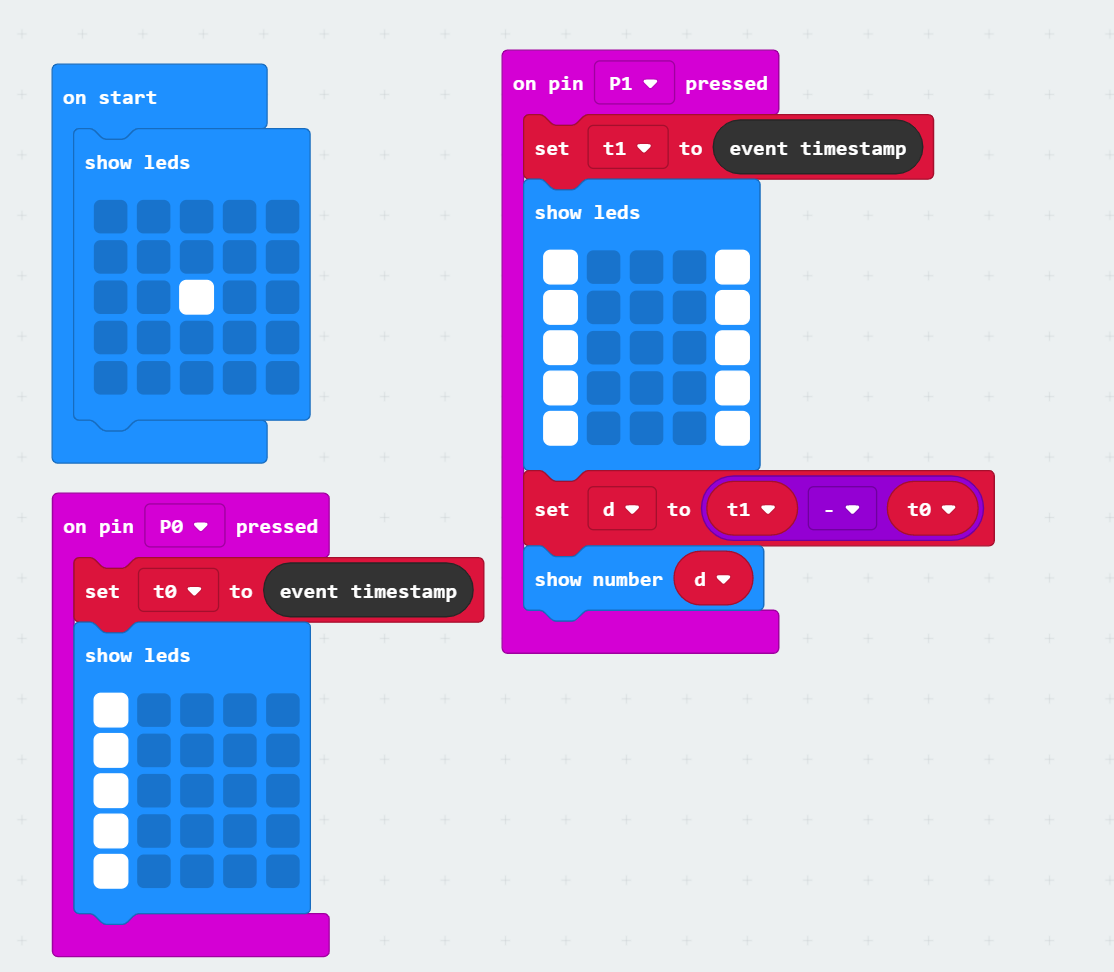 on start
show leds
on pin P0 pressed
set t0 to event timestamp
show leds
on pin P1 pressed
set t1 to event timestamp
show leds
set d to t1 - t0
show number d